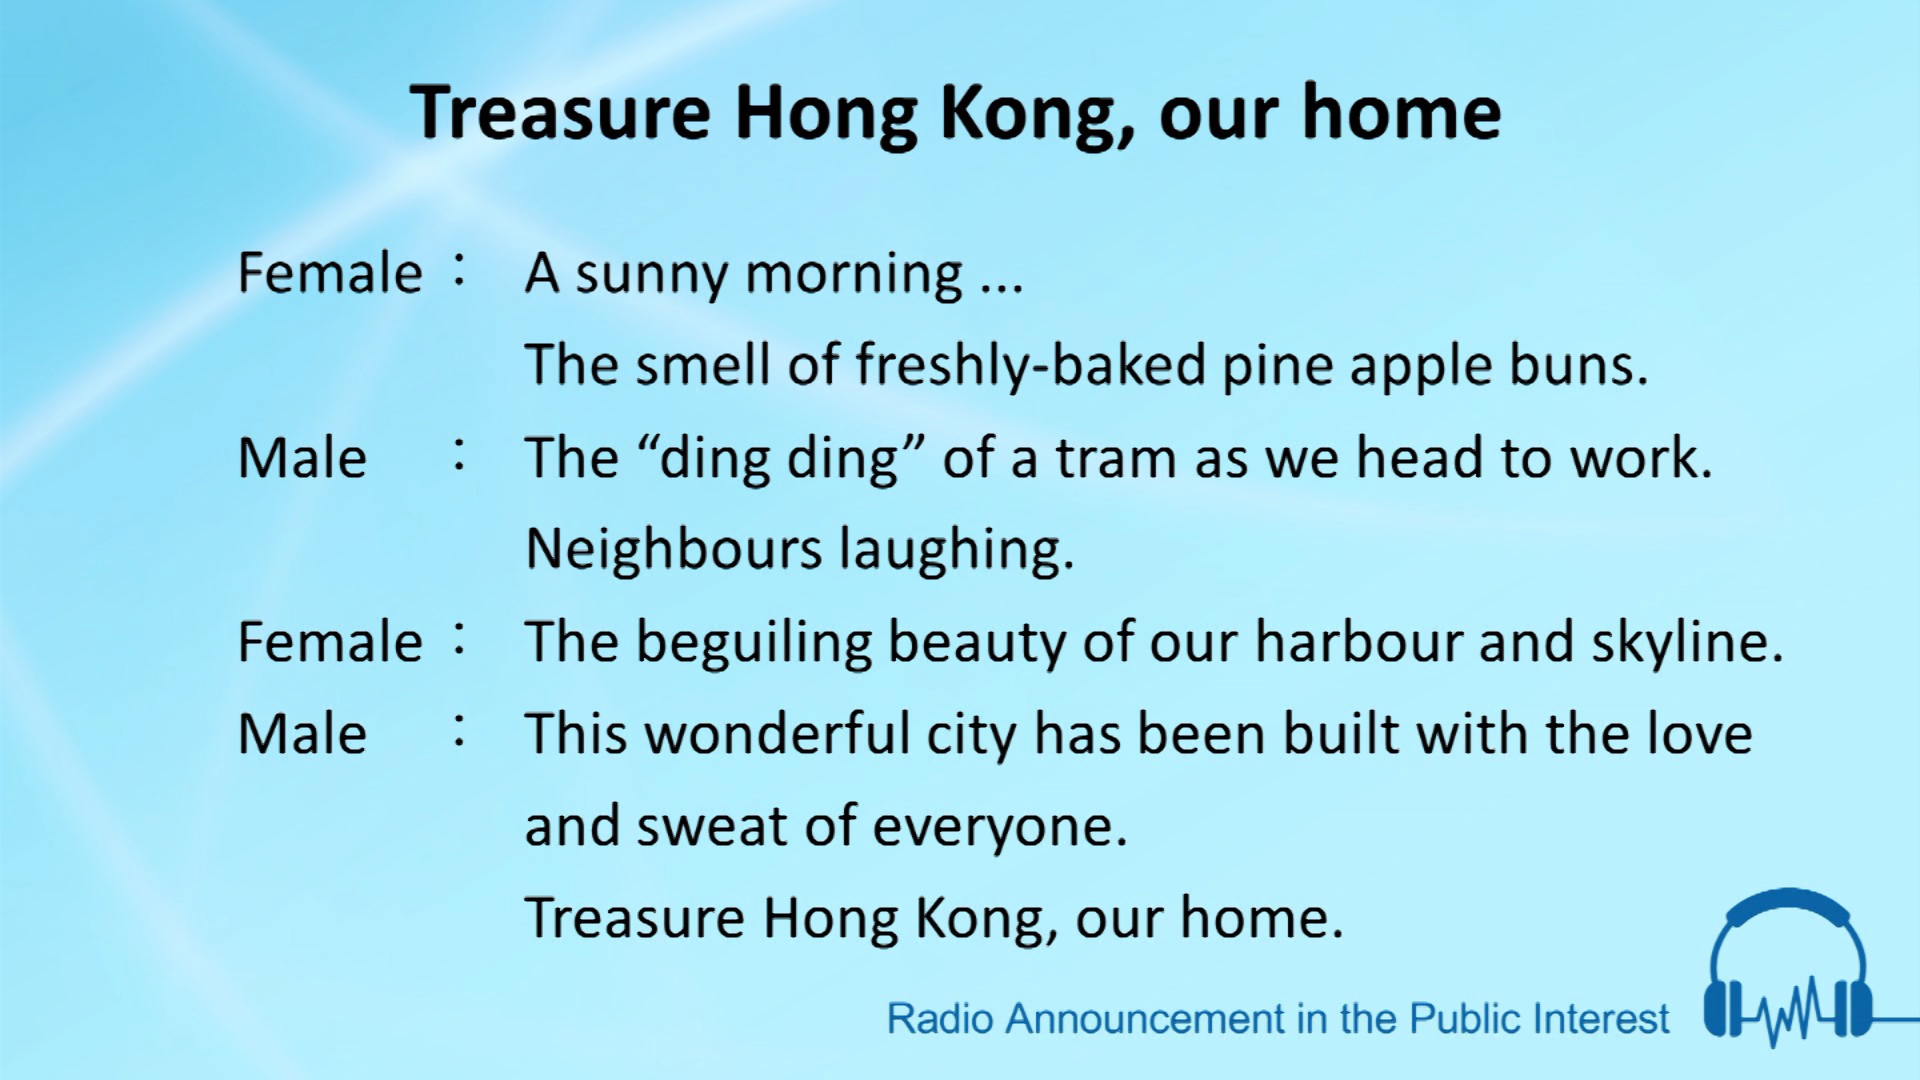 Treasure Hong Kong, our home
Female : A sunny morning ...
The smell of freshly-baked pine apple buns.
Male : The “ding ding” of a tram as we head to work.
Neighbours laughing.
Female : The beguiling beauty of our harbour and skyline.
Male : This wonderful city has been built with the love
and sweat of everyone.
Treasure Hong Kong, our home.
Radio Announcement in the Public Interest